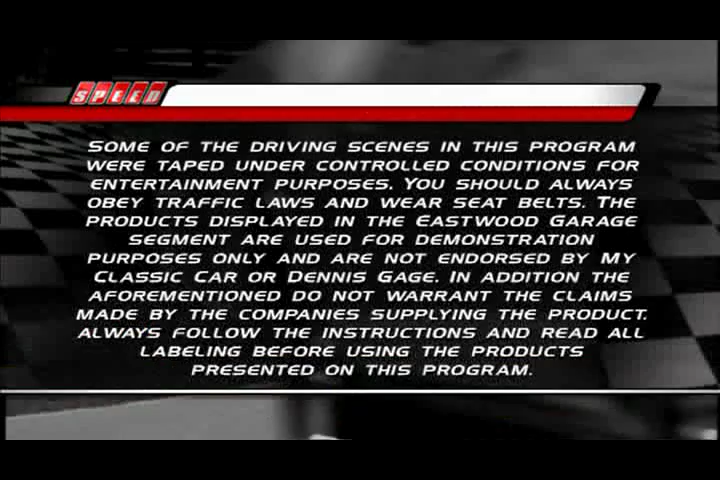 SPEED
SOME OF THE DRIVING SCENES IN THIS PROGRAM
WERE TAPED UNDER CONTROLLED CONDITIONS FOR
ENTERTAINMENT PURPOSES. YOU SHOULD ALWAYS
OBEY TRAFFIC LAWS AND WEAR SEAT BELTS. THE
PRODUCTS DISPLAYED IN THE EASTWOOD GARAGE
SEGMENT ARE USED FOR DEMONSTRATION
PURPOSES ONLY AND ARE NOT ENDORSED BY MY
CLASSIC CAR OR DENNIS GAGE. IN ADDITION THE
AFOREMENTIONED DO NOT WARRANT THE CLAIMS
MADE BY THE COMPANIES SUPPLYING THE PRODUCT.
ALWAYS FOLLOW THE INSTRUCTIONS AND READ ALL
LABELING BEFORE USING THE PRODUCTS
PRESENTED ON THIS PROGRAM.